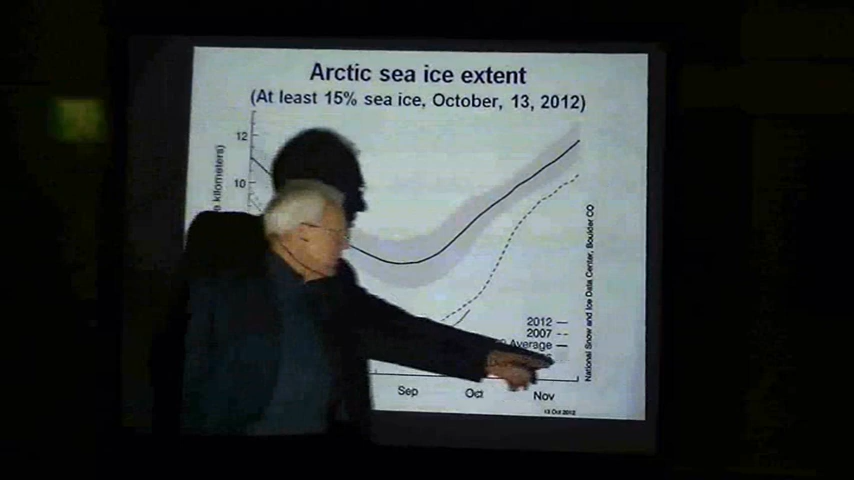 Arctic sea ice extent
(At least 15% sea ice, October, 13, 2012)
12
10
kilometers)
2012
2007
Average
Sep
Oct
Nov
National Snow and Ice Data Center, Boulder CO
13 Oct 2012